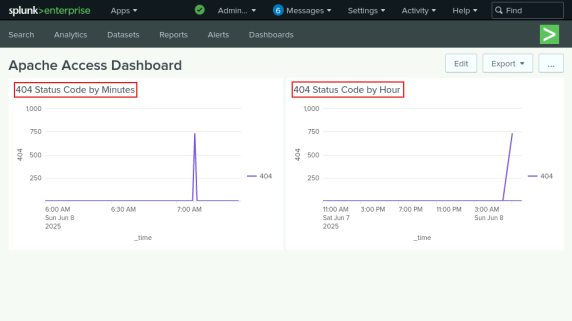 splunk>enterprise Apps Admin... 6 Messages Settings Activity Help Find
Search Analytics Datasets Reports Alerts Dashboards
Apache Access Dashboard Edit Export ...
404 Status Code by Minutes
1,000
750
500
250
404
6:00 AM 6:30 AM 7:00 AM
Sun Jun 8
2025
_time
404
404 Status Code by Hour
1,000
750
500
250
404
11:00 AM 3:00 PM 7:00 PM 11:00 PM 3:00 AM
Sat Jun 7 Sun Jun 8
2025
_time
404